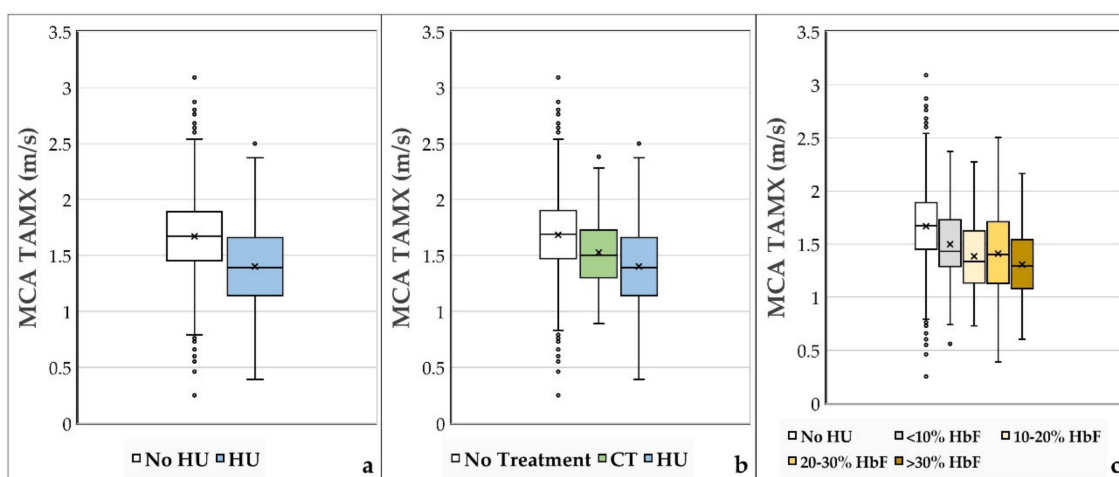 MCA TAMX (m/s)
3.5
3
2.5
2
1.5
1
0.5
0
No HU HU
a
MCA TAMX (m/s)
3.5
3
2.5
2
1.5
1
0.5
0
No Treatment CT HU
b
MCA TAMX (m/s)
3.5
3
2.5
2
1.5
1
0.5
0
No HU <10% HbF 10-20% HbF
20-30% HbF >30% HbF
c